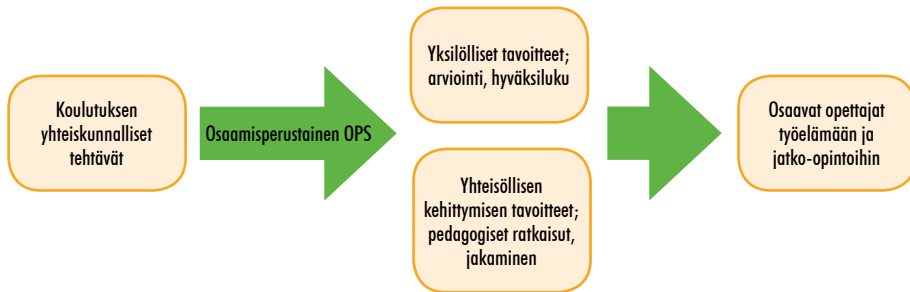 Koulutuksen
yhteiskunnalliset
tehtävät
Osaamisperustainen OPS
Yksilölliset tavoitteet;
arviointi, hyväksiluku
Yhteisöllisen
kehittymisen tavoitteet;
pedagogiset ratkaisut,
jakaminen
Osaavat opettajat
työelämään ja
jatko-opintoihin